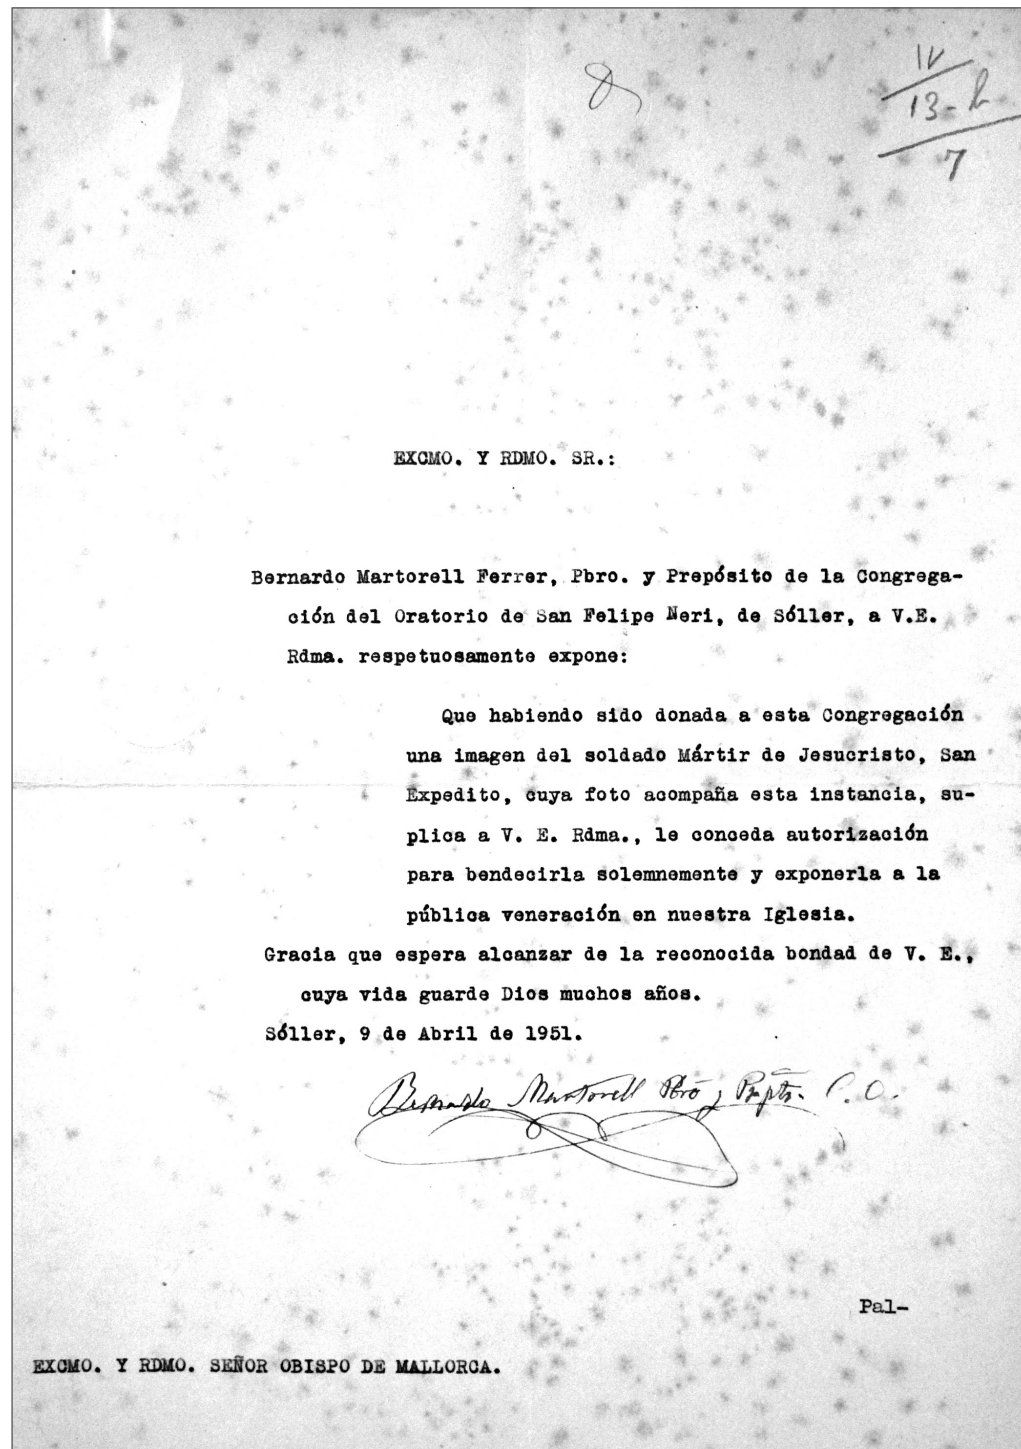 IV
13-b
7
EXCMO. Y RDMO. SR.:
Bernardo Martorell Ferrer, Pbro. y Prepósito de la Congrega-
ción del Oratorio de San Felipe Neri, de Sóller, a V.E.
Rdma. respetuosamente expone:
Que habiendo sido donada a esta Congregación
una imagen del soldado Mártir de Jesucristo, San
Expedito, cuya foto acompaña esta instancia, su-
plica a V. E. Rdma., le conceda autorización
para bendecirla solemnemente y exponerla a la
pública veneración en nuestra Iglesia.
Gracia que espera alcanzar de la reconocida bondad de V. E.,
cuya vida guarde Dios muchos años.
Sóller, 9 de Abril de 1951.
Bernardo Martorell Pbro y Prpto. C. O.
Pal-
EXCMO. Y RDMO. SEÑOR OBISPO DE MALLORCA.